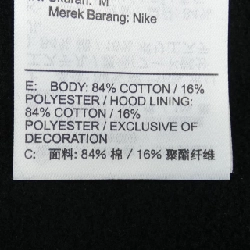 Ukuran: M
Merek Barang: Nike
E: BODY: 84% COTTON / 16%
POLYESTER / HOOD LINING:
84% COTTON / 16%
POLYESTER / EXCLUSIVE OF
DECORATION
C: 面料: 84% 棉 / 16% 聚酯纤维